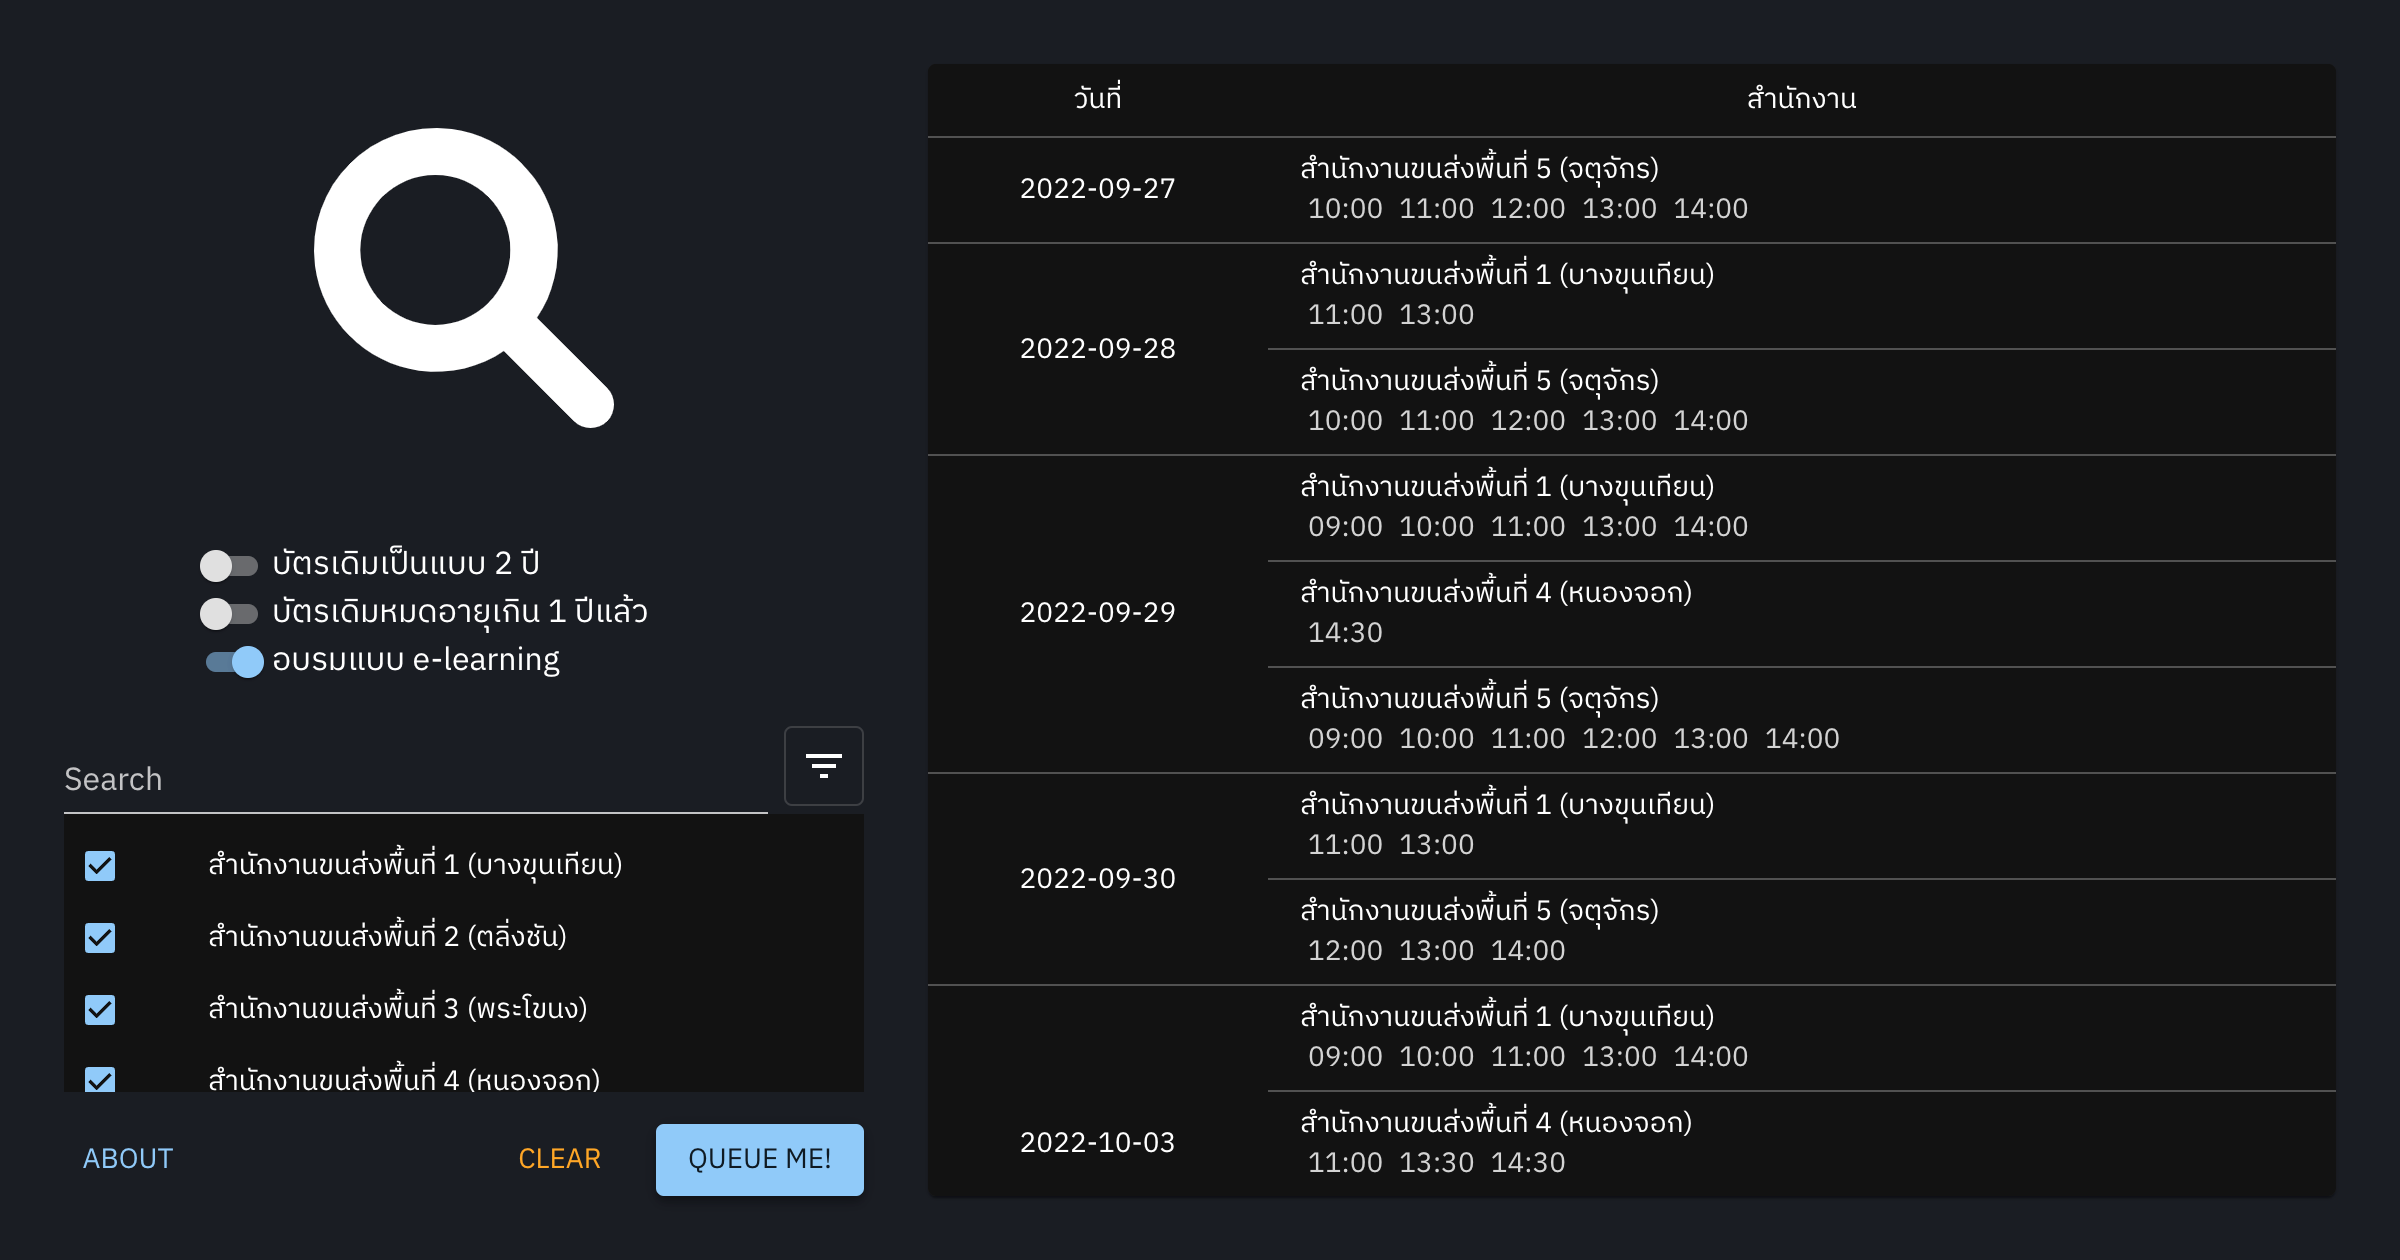 บัตรเดิมเป็นแบบ 2 ปี
บัตรเดิมหมดอายุเกิน 1 ปีแล้ว
อบรมแบบ e-learning
Search
สำนักงานขนส่งพื้นที่ 1 (บางขุนเทียน)
สำนักงานขนส่งพื้นที่ 2 (ตลิ่งชัน)
สำนักงานขนส่งพื้นที่ 3 (พระโขนง)
สำนักงานขนส่งพื้นที่ 4 (หนองจอก)
ABOUT CLEAR QUEUE ME!
วันที่ สำนักงาน
2022-09-27
สำนักงานขนส่งพื้นที่ 5 (จตุจักร)
10:00 11:00 12:00 13:00 14:00
2022-09-28
สำนักงานขนส่งพื้นที่ 1 (บางขุนเทียน)
11:00 13:00
สำนักงานขนส่งพื้นที่ 5 (จตุจักร)
10:00 11:00 12:00 13:00 14:00
2022-09-29
สำนักงานขนส่งพื้นที่ 1 (บางขุนเทียน)
09:00 10:00 11:00 13:00 14:00
สำนักงานขนส่งพื้นที่ 4 (หนองจอก)
14:30
สำนักงานขนส่งพื้นที่ 5 (จตุจักร)
09:00 10:00 11:00 12:00 13:00 14:00
2022-09-30
สำนักงานขนส่งพื้นที่ 1 (บางขุนเทียน)
11:00 13:00
สำนักงานขนส่งพื้นที่ 5 (จตุจักร)
12:00 13:00 14:00
2022-10-03
สำนักงานขนส่งพื้นที่ 1 (บางขุนเทียน)
09:00 10:00 11:00 13:00 14:00
สำนักงานขนส่งพื้นที่ 4 (หนองจอก)
11:00 13:30 14:30